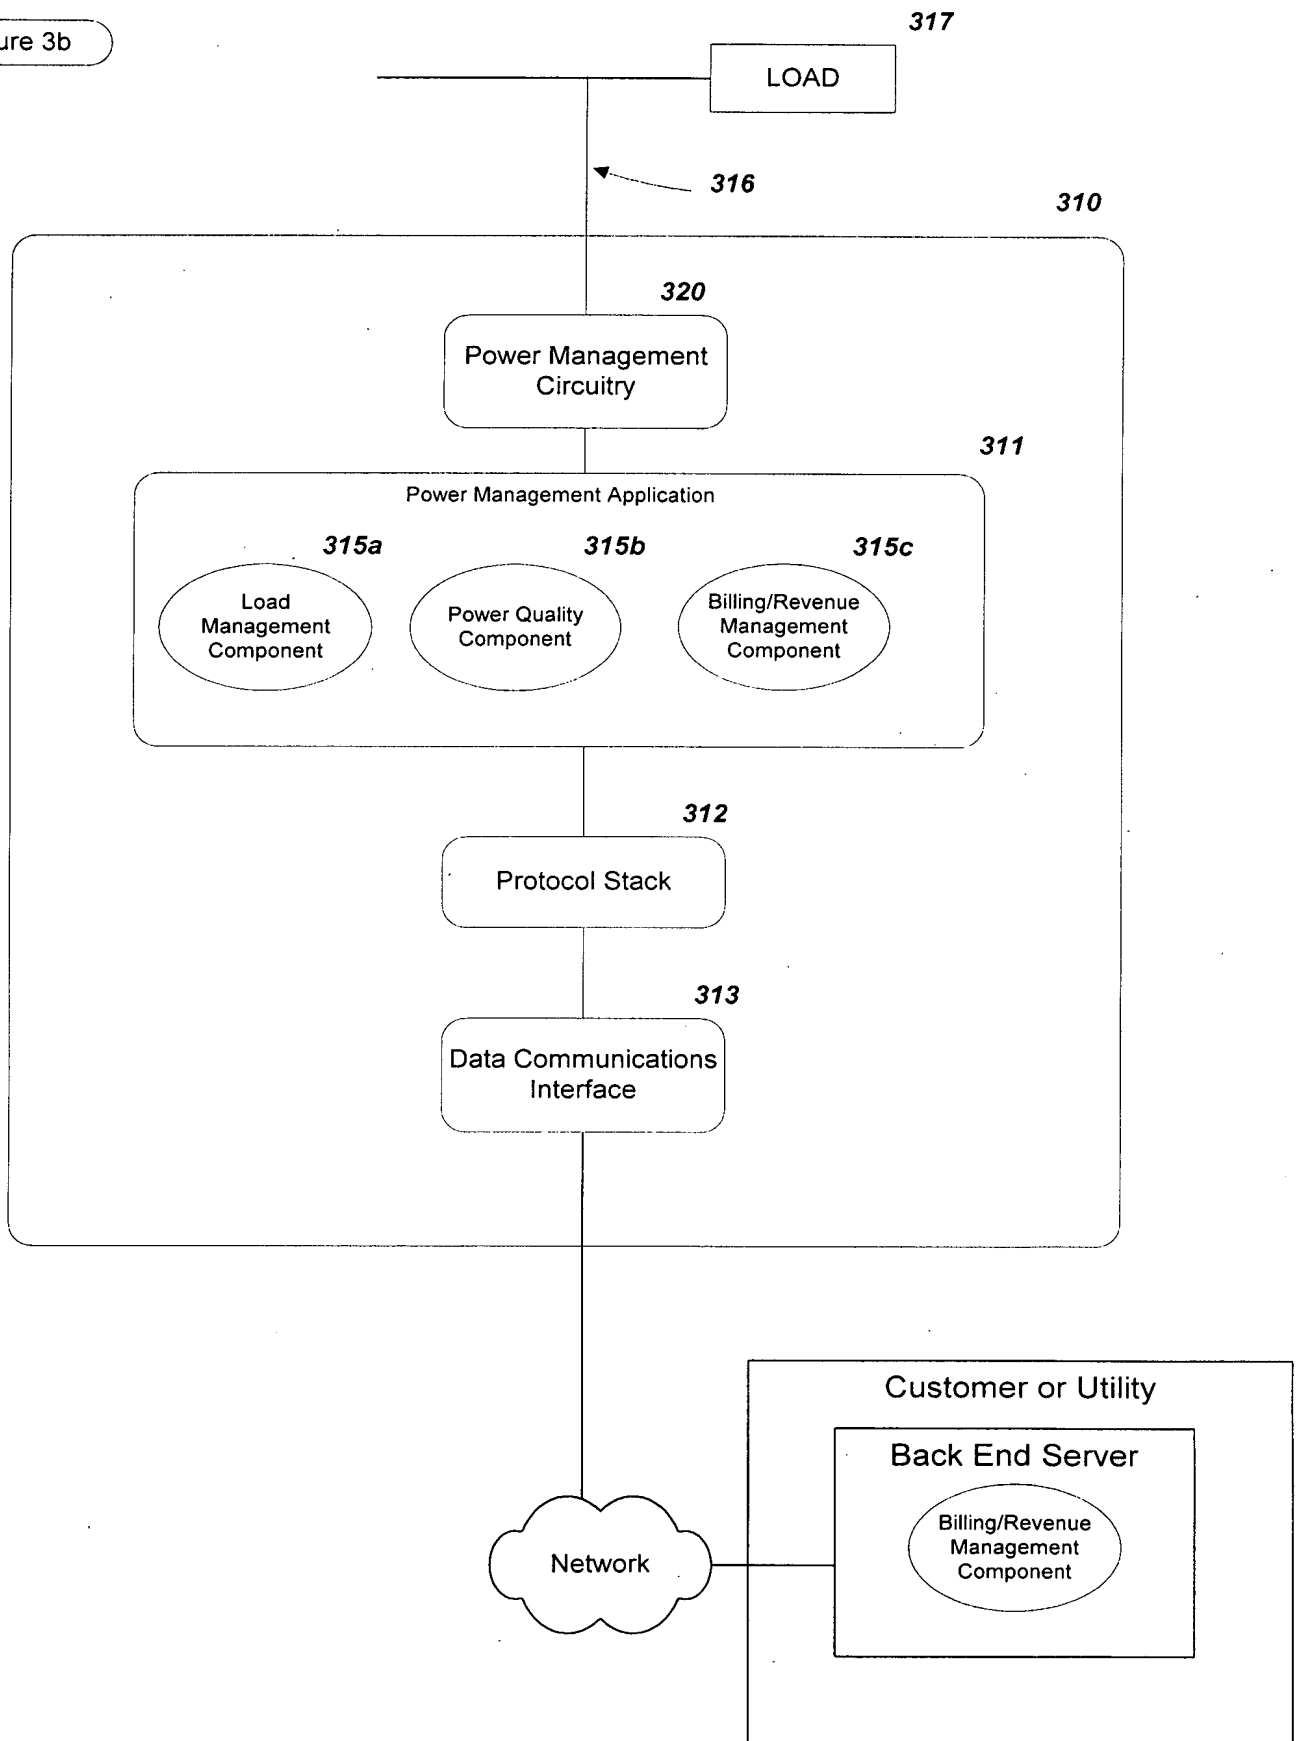 ure 3b
317
LOAD
316
310
320
Power Management
Circuitry
311
Power Management Application
315a
315b
315c
Load
Management
Component
Power Quality
Component
Billing/Revenue
Management
Component
312
Protocol Stack
313
Data Communications
Interface
Customer or Utility
Back End Server
Billing/Revenue
Management
Component
Network